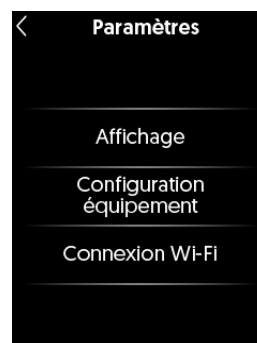 Paramètres
Affichage
Configuration
équipement
Connexion Wi-Fi